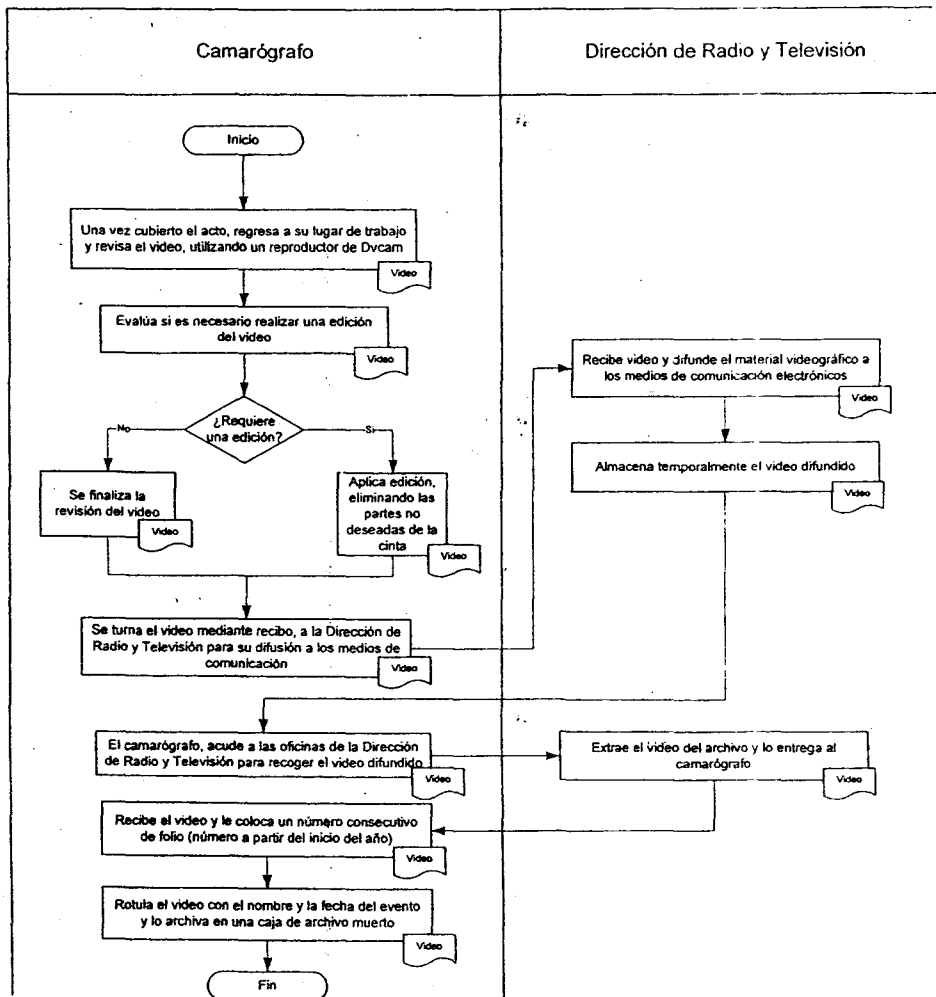 Camarógrafo
Dirección de Radio y Televisión
Inicio
Una vez cubierto el acto, regresa a su lugar de trabajo
y revisa el video, utilizando un reproductor de Dvcam
Video
Evalúa si es necesario realizar una edición
del video
Video
¿Requiere
una edición?
No
Si
Se finaliza la
revisión del video
Video
Aplica edición,
eliminando las
partes no
deseadas de la
cinta
Video
Se turna el video mediante recibo, a la Dirección de
Radio y Televisión para su difusión a los medios de
comunicación
Video
Recibe video y difunde el material videográfico a
los medios de comunicación electrónicos
Video
Almacena temporalmente el video difundido
Video
El camarógrafo, acude a las oficinas de la Dirección
de Radio y Televisión para recoger el video difundido
Video
Extrae el video del archivo y lo entrega al
camarógrafo
Video
Recibe el video y le coloca un número consecutivo
de folio (número a partir del inicio del año)
Video
Rotula el video con el nombre y la fecha del evento
y lo archiva en una caja de archivo muerto
Video
Fin